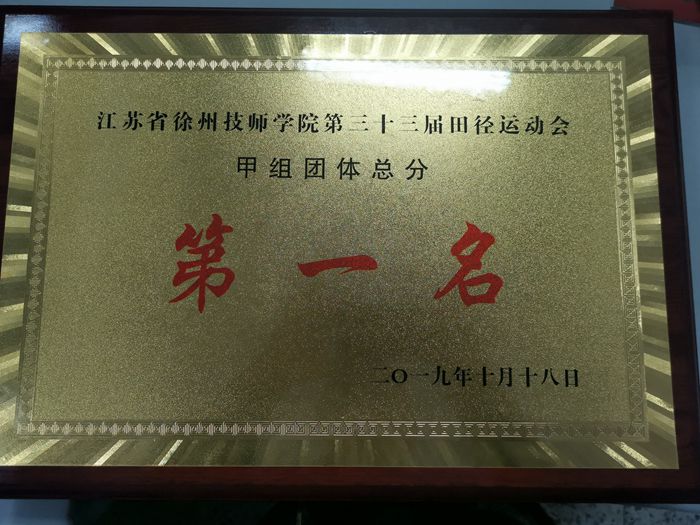 江苏省徐州技师学院第三十三届田径运动会
甲组团体总分
第一名
二〇一九年十月十八日